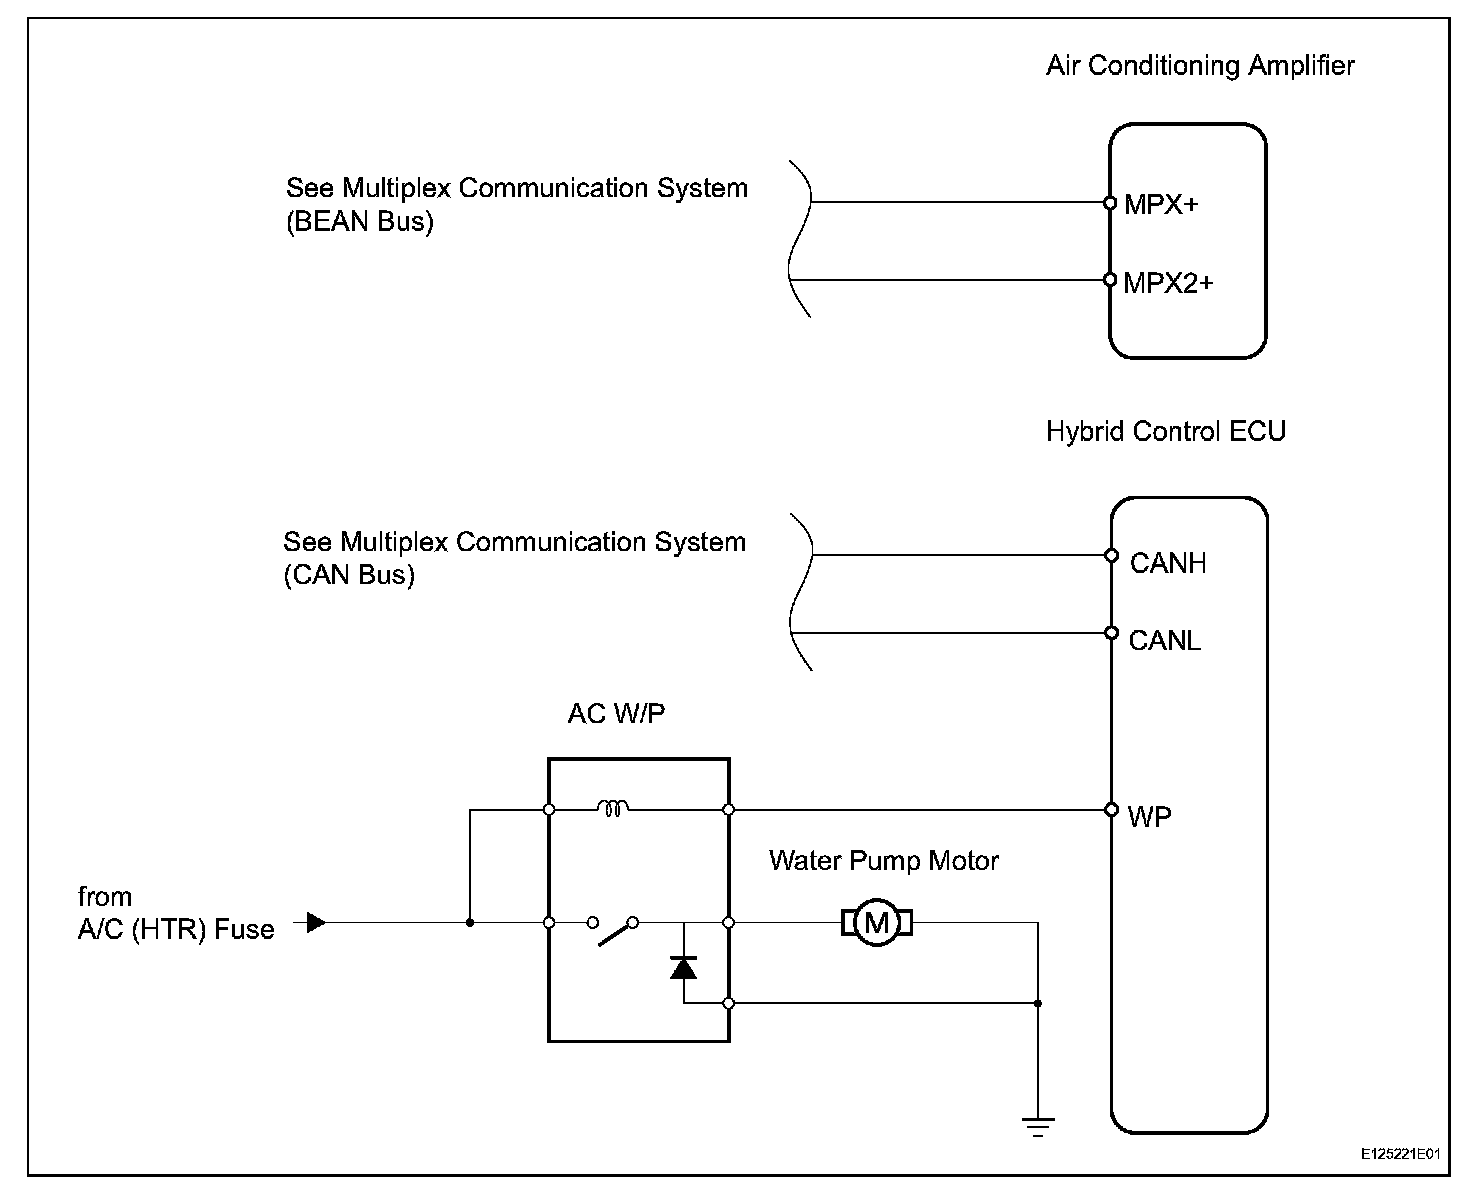 Air Conditioning Amplifier
See Multiplex Communication System
(BEAN Bus)
MPX+
MPX2+
Hybrid Control ECU
See Multiplex Communication System
(CAN Bus)
CANH
CANL
AC W/P
WP
Water Pump Motor
from
A/C (HTR) Fuse
M
E125221E01